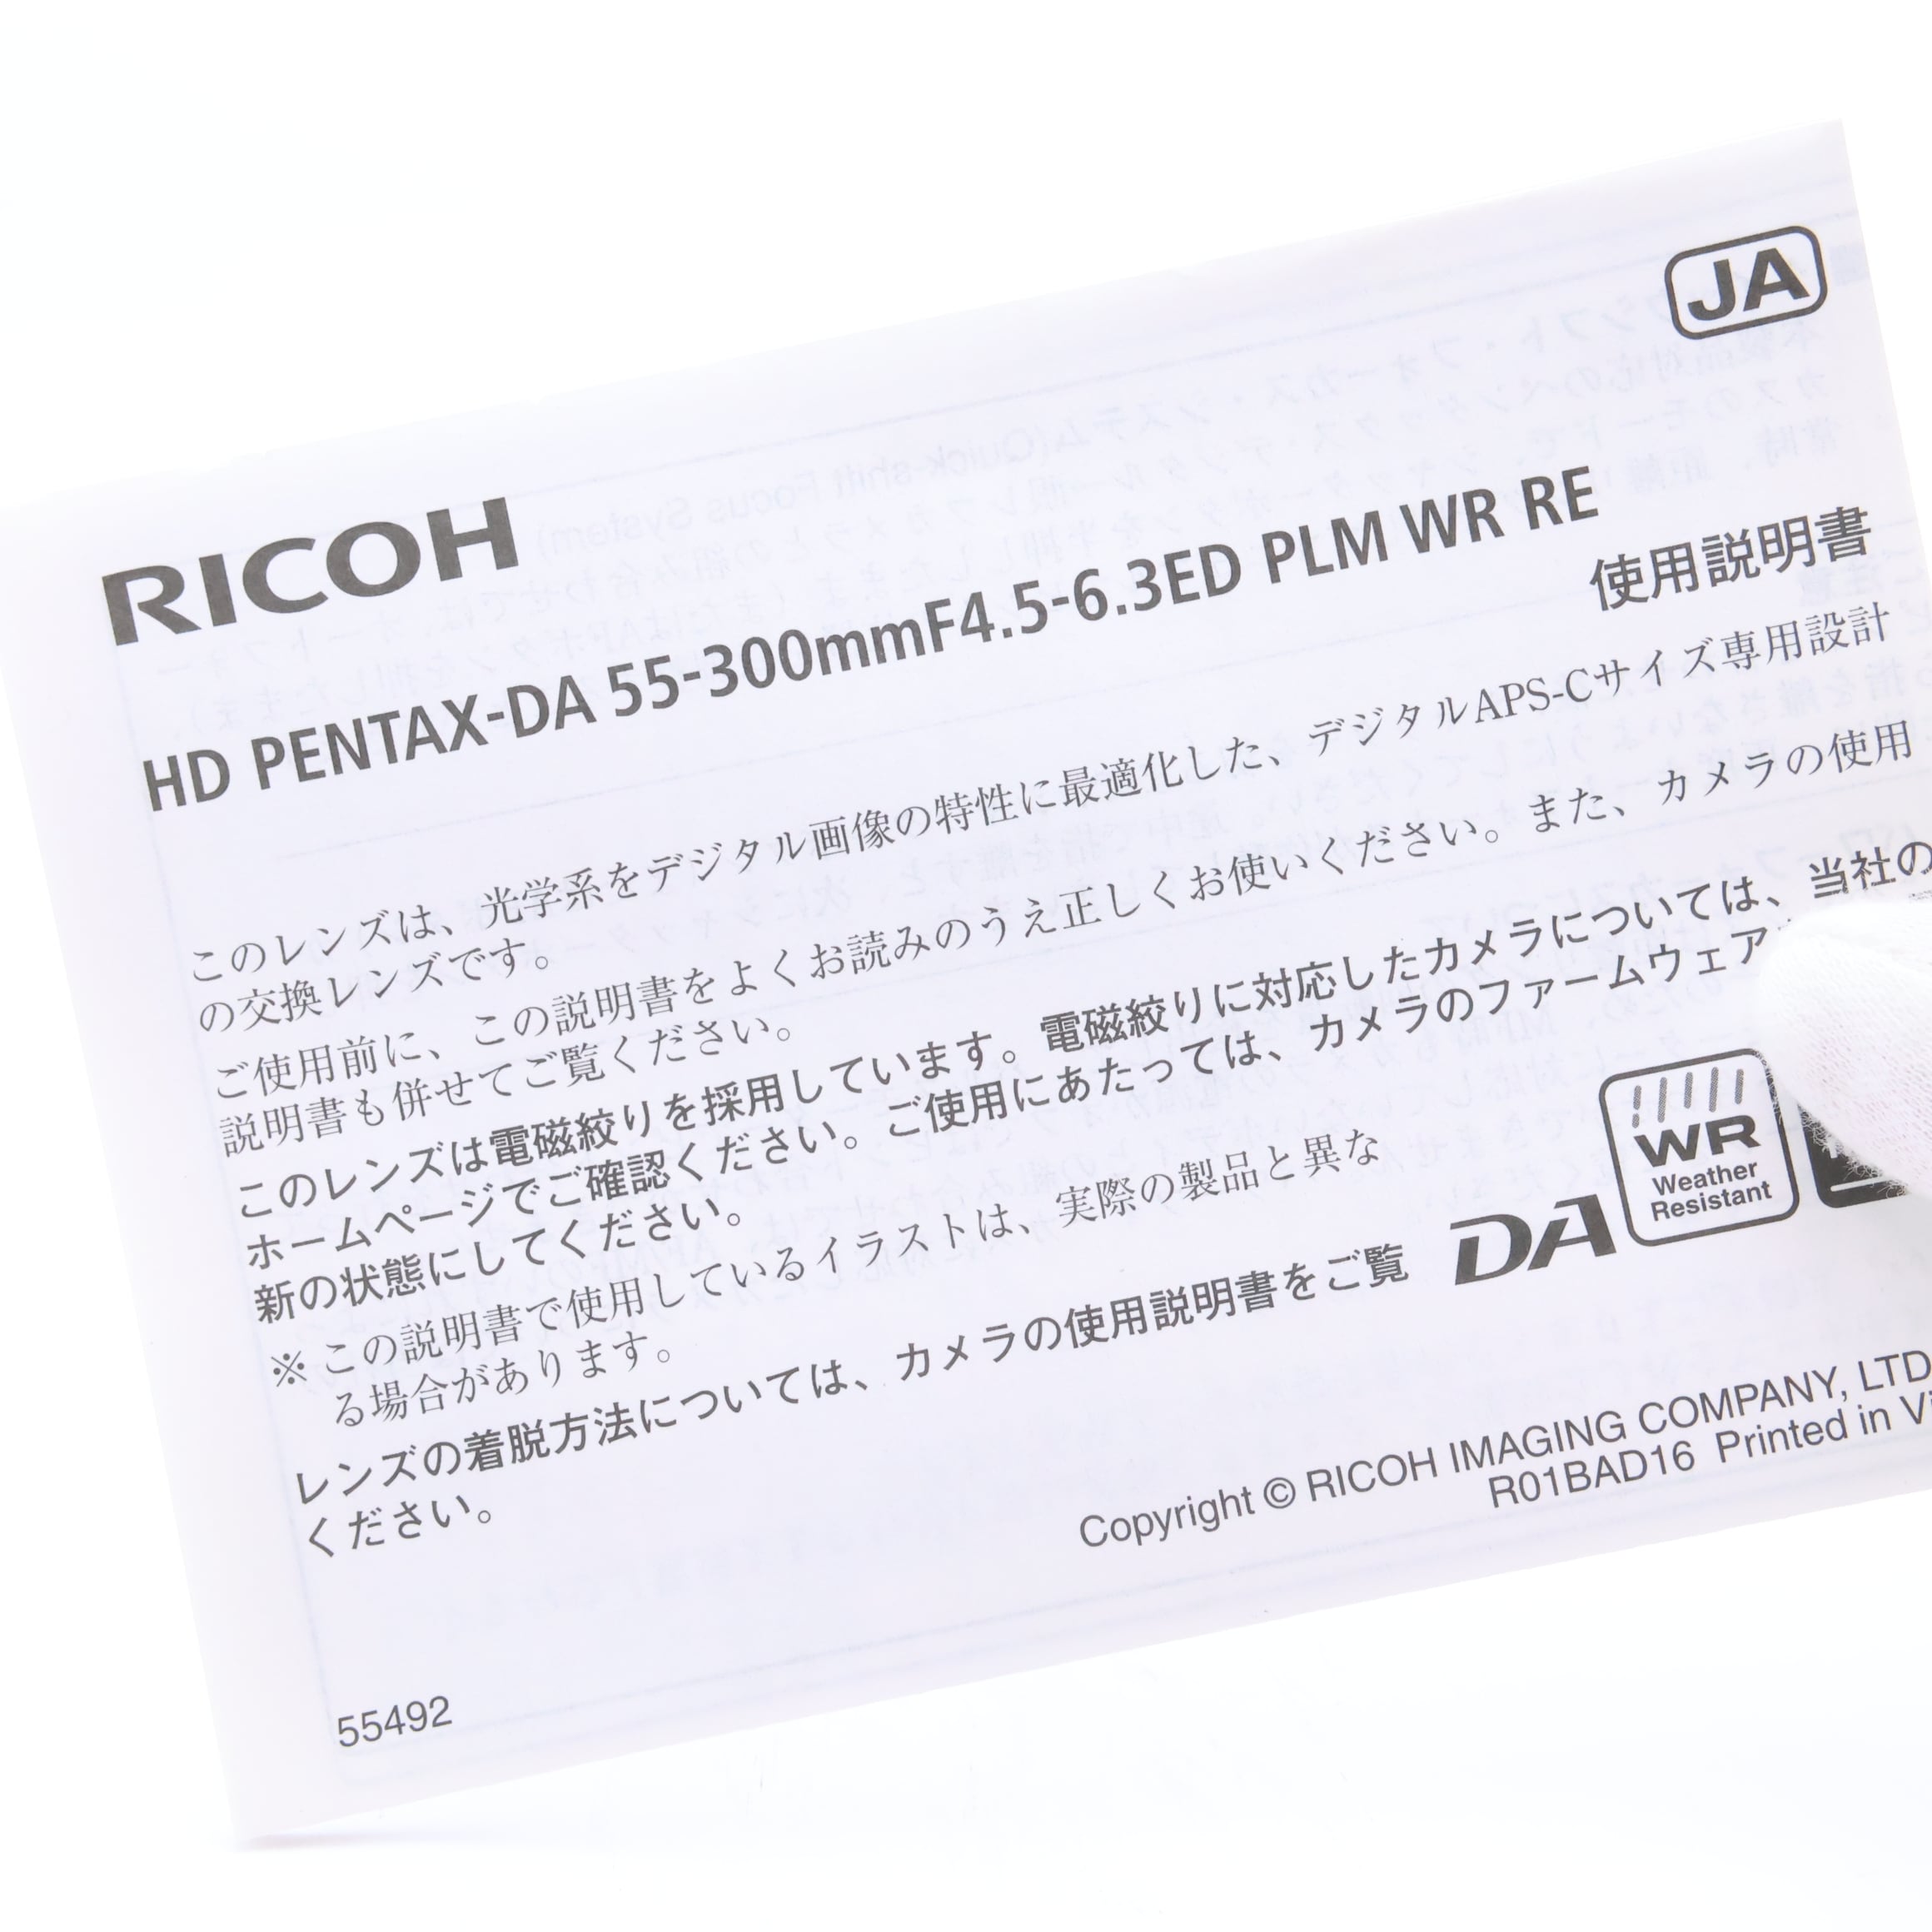 JA
RICOH
HD PENTAX-DA 55-300mmF4.5-6.3ED PLM WR RE
使用説明書
このレンズは、光学系をデジタル画像の特性に最適化した、デジタルAPS-Cサイズ専用設計
の交換レンズです。
ご使用前に、この説明書をよくお読みのうえ正しくお使いください。また、カメラの使用
説明書も併せてご覧ください。
このレンズは電磁絞りを採用しています。電磁絞りに対応したカメラについては、当社の
ホームページでご確認ください。ご使用にあたっては、カメラのファームウェア
新の状態にしてください。
※ この説明書で使用しているイラストは、実際の製品と異な
る場合があります。
レンズの着脱方法については、カメラの使用説明書をご覧
ください。
DA
WR
Weather
Resistant
Copyright © RICOH IMAGING COMPANY, LTD
R01BAD16 Printed in
55492